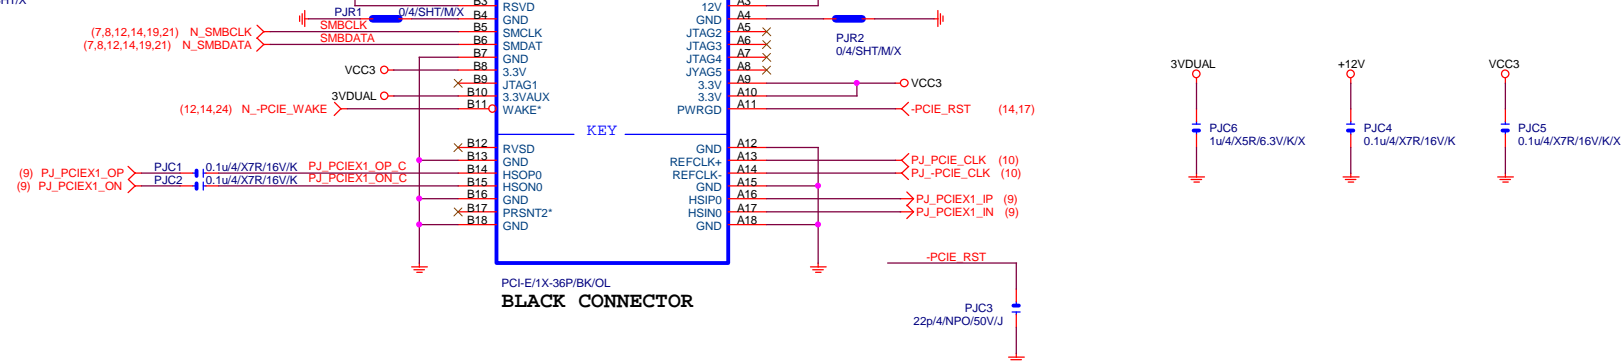 B3 RSVD 12V A3
PJR1 0/4/SHT/M/X B4 GND GND A4
(7,8,12,14,19,21) N_SMBCLK SMBCLK B5 SMCLK JTAG2 A5
(7,8,12,14,19,21) N_SMBDATA SMBDATA B6 SMDAT JTAG3 A6 PJR2
B7 GND JTAG4 A7 0/4/SHT/M/X
VCC3 B8 3.3V JYAG5 A8 3VDUAL +12V VCC3
B9 JTAG1 3.3V A9 VCC3
3VDUAL B10 3.3VAUX 3.3V A10
(12,14,24) N_-PCIE_WAKE B11 WAKE* PWRGD A11 -PCIE_RST (14,17)
KEY
PJC6 PJC4 PJC5
1u/4/X5R/6.3V/K/X 0.1u/4/X7R/16V/K 0.1u/4/X7R/16V/K/X
B12 RVSD GND A12
B13 GND REFCLK+ A13 PJ_PCIE_CLK (10)
(9) PJ_PCIEX1_OP PJC1 0.1u/4/X7R/16V/K PJ_PCIEX1_OP_C B14 HSOP0 REFCLK- A14 PJ_-PCIE_CLK (10)
(9) PJ_PCIEX1_ON PJC2 0.1u/4/X7R/16V/K PJ_PCIEX1_ON_C B15 HSON0 GND A15
B16 GND HSIP0 A16 PJ_PCIEX1_IP (9)
B17 PRSNT2* HSIN0 A17 PJ_PCIEX1_IN (9)
B18 GND GND A18
-PCIE_RST
PCI-E/1X-36P/BK/OL
BLACK CONNECTOR
PJC3
22p/4/NPO/50V/J